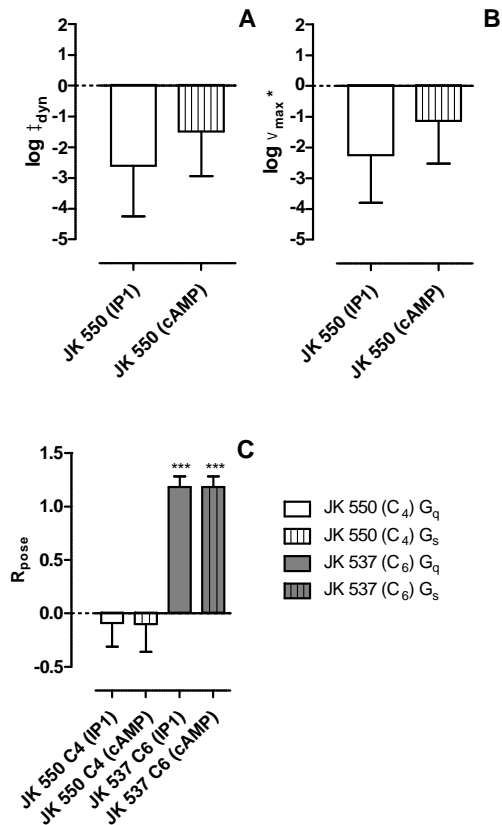 A
2
1
0
-1
-2
-3
-4
-5
log ‡dyn
JK 550 (IP1)
JK 550 (cAMP)
B
2
1
0
-1
-2
-3
-4
-5
log νmax *
JK 550 (IP1)
JK 550 (cAMP)
C
1.5
1.0
0.5
0.0
-0.5
Rpose
*** ***
JK 550 C4 (IP1)
JK 550 C4 (cAMP)
JK 537 C6 (IP1)
JK 537 C6 (cAMP)
JK 550 (C4) Gq
JK 550 (C4) Gs
JK 537 (C6) Gq
JK 537 (C6) Gs